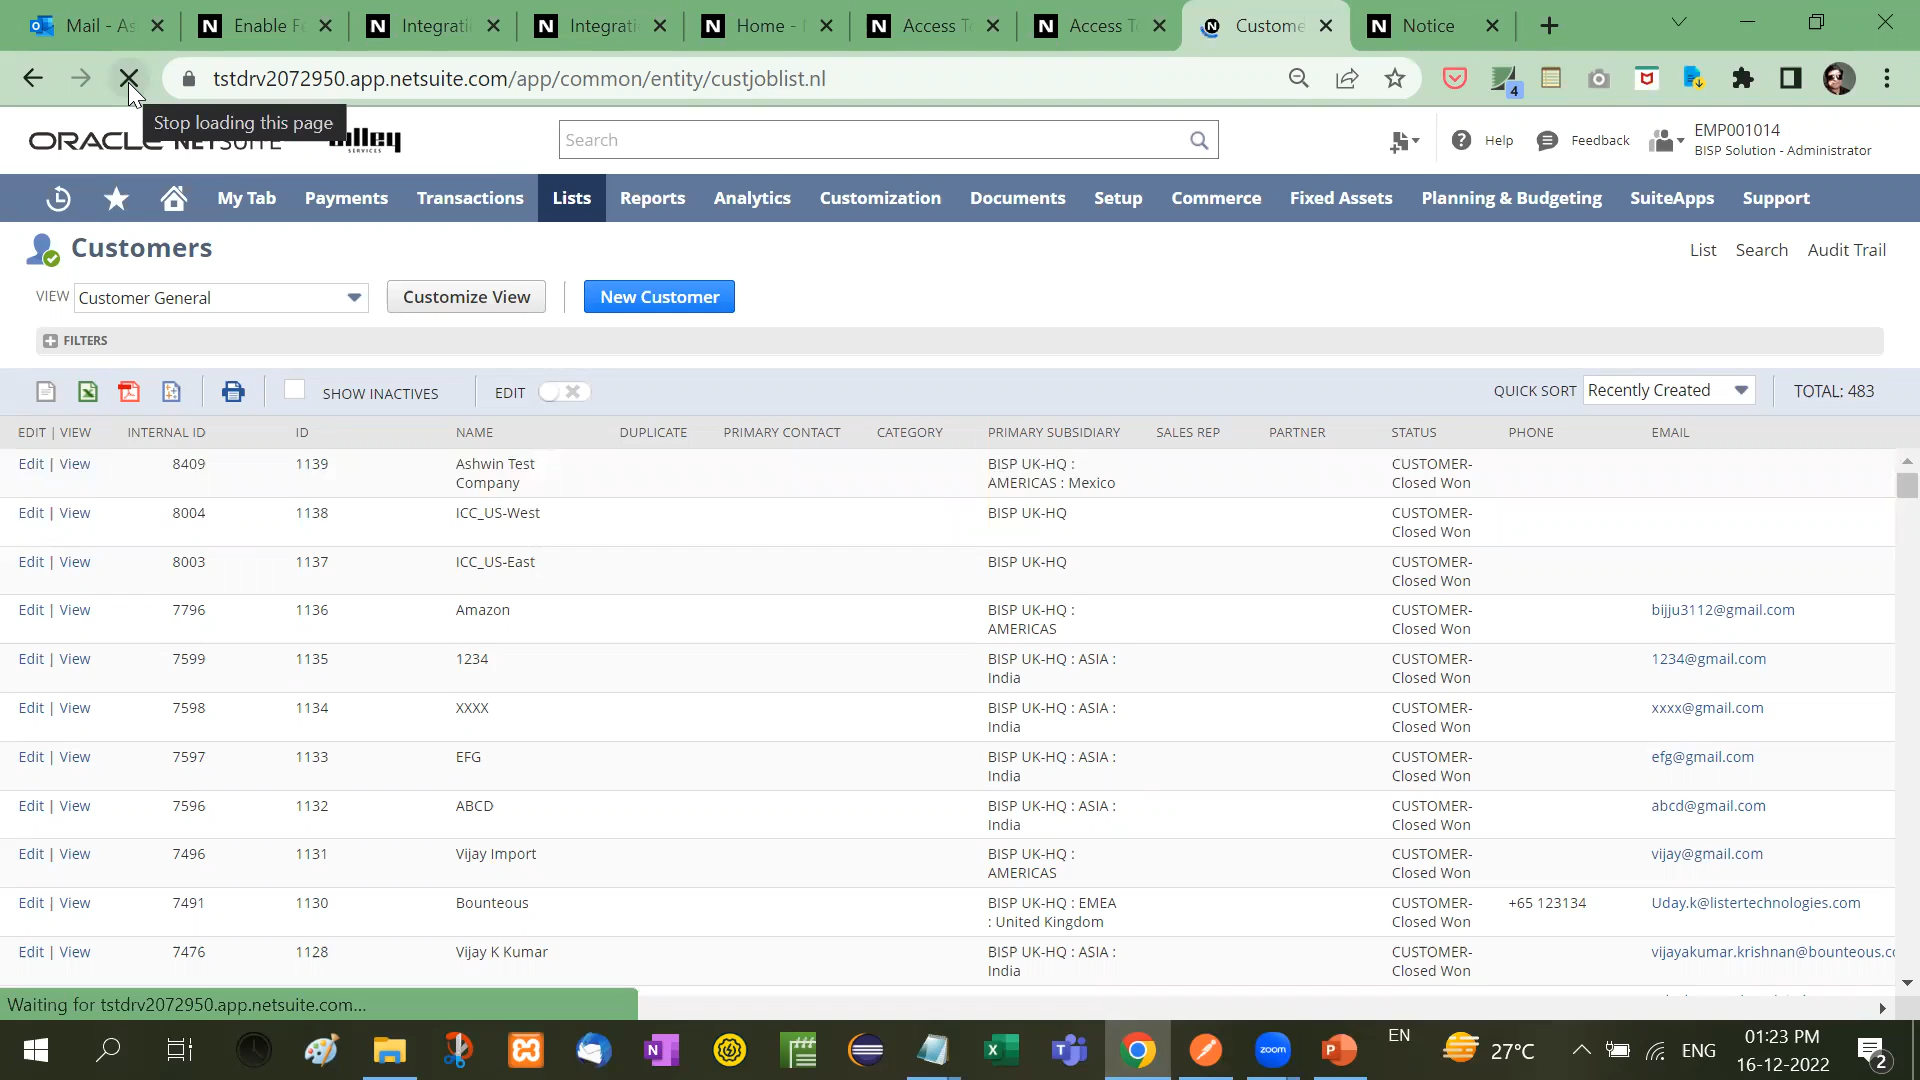 Mail - As
Enable Fe
Integratio
Integratio
Home -
Access To
Access To
Custome
Notice
tstdrv2072950.app.netsuite.com/app/common/entity/custjoblist.nl
4
Stop loading this page
ORACLE NETSUITE
SERVICES
Search
Help
Feedback
EMP001014
BISP Solution - Administrator
My Tab Payments Transactions Lists Reports Analytics Customization Documents Setup Commerce Fixed Assets Planning & Budgeting SuiteApps Support
Customers
List Search Audit Trail
VIEW Customer General Customize View New Customer
FILTERS
SHOW INACTIVES EDIT QUICK SORT Recently Created TOTAL: 483
EDIT | VIEW INTERNAL ID ID NAME DUPLICATE PRIMARY CONTACT CATEGORY PRIMARY SUBSIDIARY SALES REP PARTNER STATUS PHONE EMAIL
Edit | View 8409 1139 Ashwin Test BISP UK-HQ : CUSTOMER-
Company AMERICAS : Mexico Closed Won
Edit | View 8004 1138 ICC_US-West BISP UK-HQ CUSTOMER-
Closed Won
Edit | View 8003 1137 ICC_US-East BISP UK-HQ CUSTOMER-
Closed Won
Edit | View 7796 1136 Amazon BISP UK-HQ : CUSTOMER- bijju3112@gmail.com
AMERICAS Closed Won
Edit | View 7599 1135 1234 BISP UK-HQ : ASIA : CUSTOMER- 1234@gmail.com
India Closed Won
Edit | View 7598 1134 XXXX BISP UK-HQ : ASIA : CUSTOMER- xxxx@gmail.com
India Closed Won
Edit | View 7597 1133 EFG BISP UK-HQ : ASIA : CUSTOMER- efg@gmail.com
India Closed Won
Edit | View 7596 1132 ABCD BISP UK-HQ : ASIA : CUSTOMER- abcd@gmail.com
India Closed Won
Edit | View 7496 1131 Vijay Import BISP UK-HQ : CUSTOMER- vijay@gmail.com
AMERICAS Closed Won
Edit | View 7491 1130 Bounteous BISP UK-HQ : EMEA CUSTOMER- +65 123134 Uday.k@listertechnologies.com
: United Kingdom Closed Won
Edit | View 7476 1128 Vijay K Kumar BISP UK-HQ : ASIA : CUSTOMER- vijayakumar.krishnan@bounteous.co
India Closed Won
Waiting for tstdrv2072950.app.netsuite.com...
zoom
EN
27°C
ENG
01:23 PM
16-12-2022
2